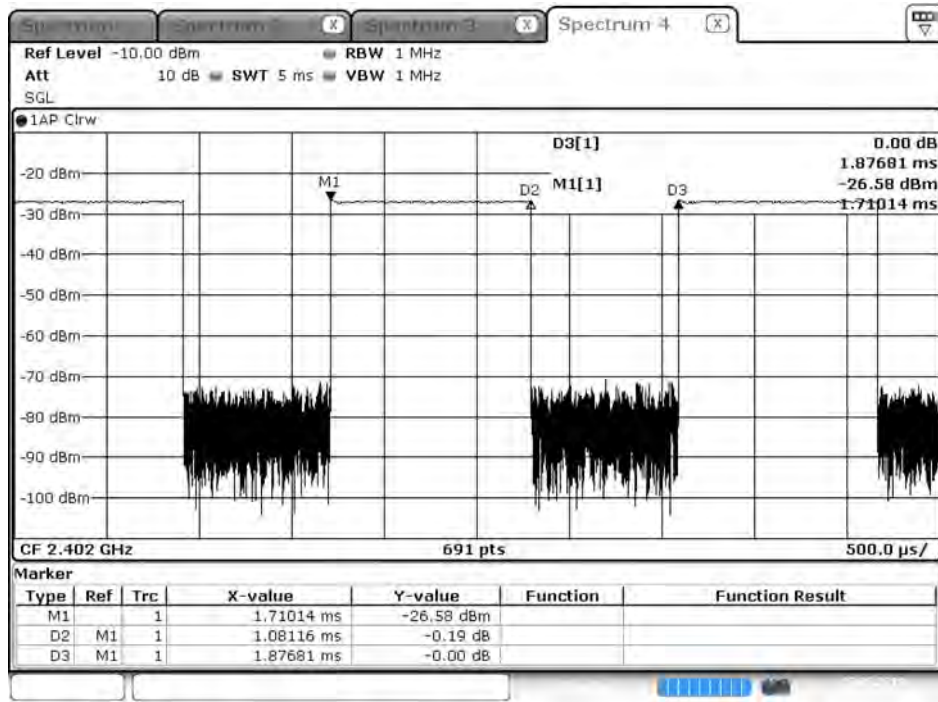 Spectrum Spectrum 2 X Spectrum 3 X Spectrum 4 X
Ref Level -10.00 dBm RBW 1 MHz
Att 10 dB SWT 5 ms VBW 1 MHz
SGL
1AP Clrw
D3[1] 0.00 dB
1.87681 ms
-20 dBm
M1[1] -26.58 dBm
1.71014 ms
M1 D2 D3
-30 dBm
-40 dBm
-50 dBm
-60 dBm
-70 dBm
-80 dBm
-90 dBm
-100 dBm
CF 2.402 GHz 691 pts 500.0 µs/
Marker
Type Ref Trc X-value Y-value Function Function Result
M1 1 1.71014 ms -26.58 dBm
D2 M1 1 1.08116 ms -0.19 dB
D3 M1 1 1.87681 ms -0.00 dB